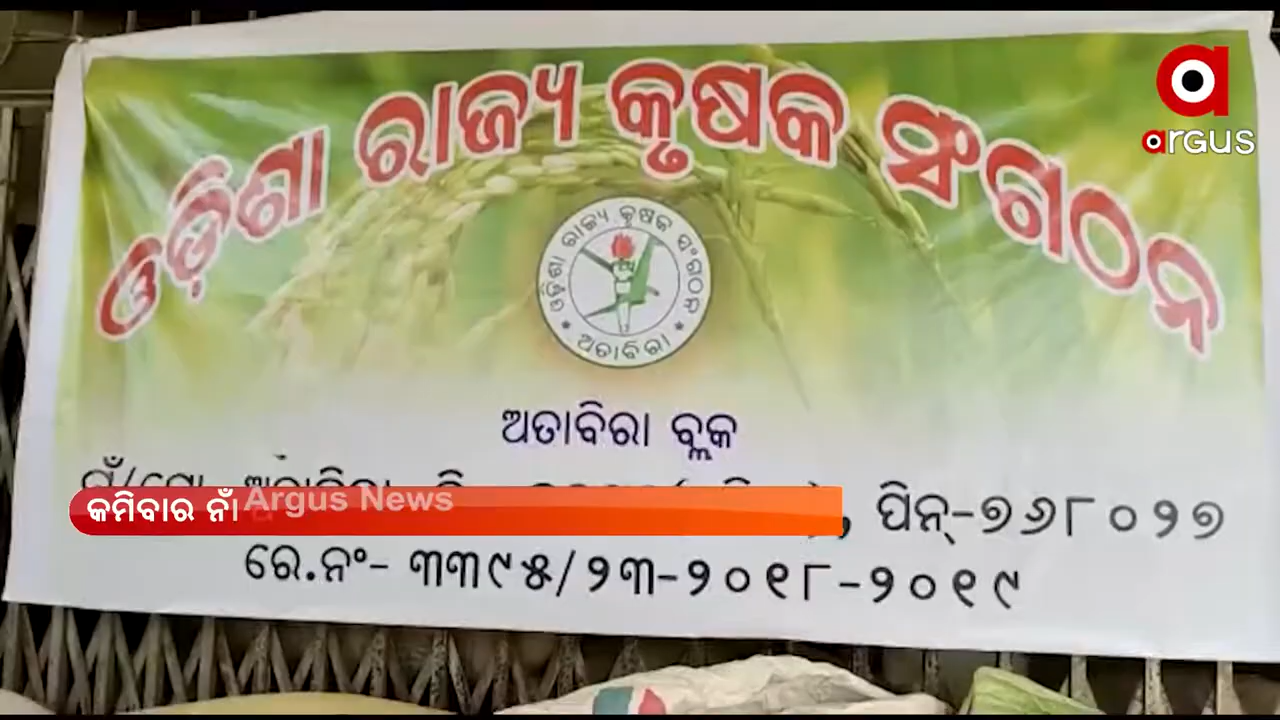 ଓଡ଼ିଶା ରାଜ୍ୟ କୃଷକ ସଂଗଠନ
argus
ଓଡ଼ିଶା ରାଜ୍ୟ କୃଷକ ସଂଗଠନ
★ ଅତାବିରା ★
ଅତାବିରା ବ୍ଲକ
ପିନ୍-୭୬୮୦୨୭
କମିବାର ନାଁ Argus News
ରେ.ନଂ- ୩୩୯୫/୨୩-୨୦୧୮-୨୦୧୯